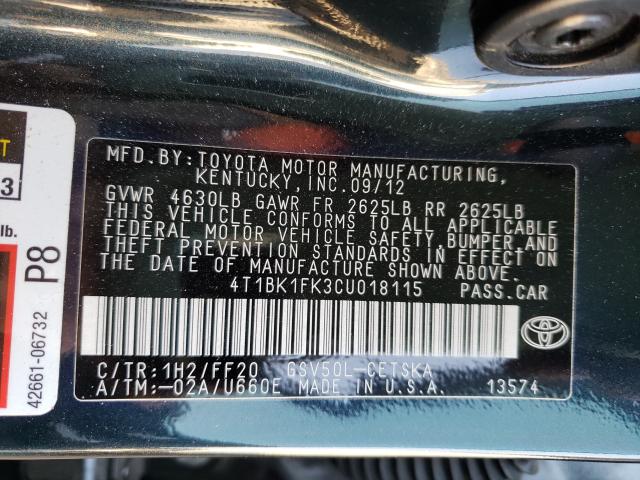 MFD.BY:TOYOTA MOTOR MANUFACTURING,
KENTUCKY, INC.09/12
GVWR 4630LB GAWR FR 2625LB RR 2625LB
THIS VEHICLE CONFORMS TO ALL APPLICABLE
FEDERAL MOTOR VEHICLE SAFETY, BUMPER, AND
THEFT PREVENTION STANDARDS IN EFFECT ON
THE DATE OF MANUFACTURE SHOWN ABOVE.
4T1BK1FK3CU018115 PASS.CAR
C/TR:1H2/FF20 GSV50L-CETSKA
A/TM:-02A/U660E MADE IN U.S.A. 13574
TOYOTA
T
3
lb.
P8
42661-06732